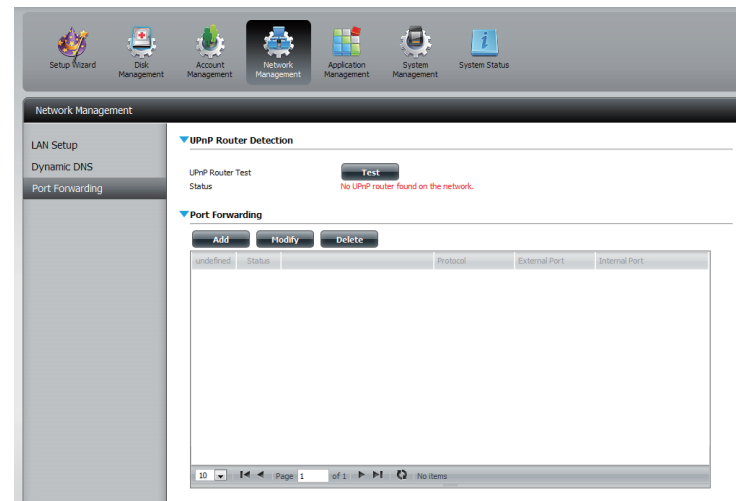 Setup Wizard
Disk Management
Account Management
Network Management
Application Management
System Management
System Status
Network Management
LAN Setup
Dynamic DNS
Port Forwarding
UPnP Router Detection
UPnP Router Test Test
Status No UPnP router found on the network.
Port Forwarding
Add Modify Delete
undefined Status Protocol External Port Internal Port
10 Page 1 of 1 No items